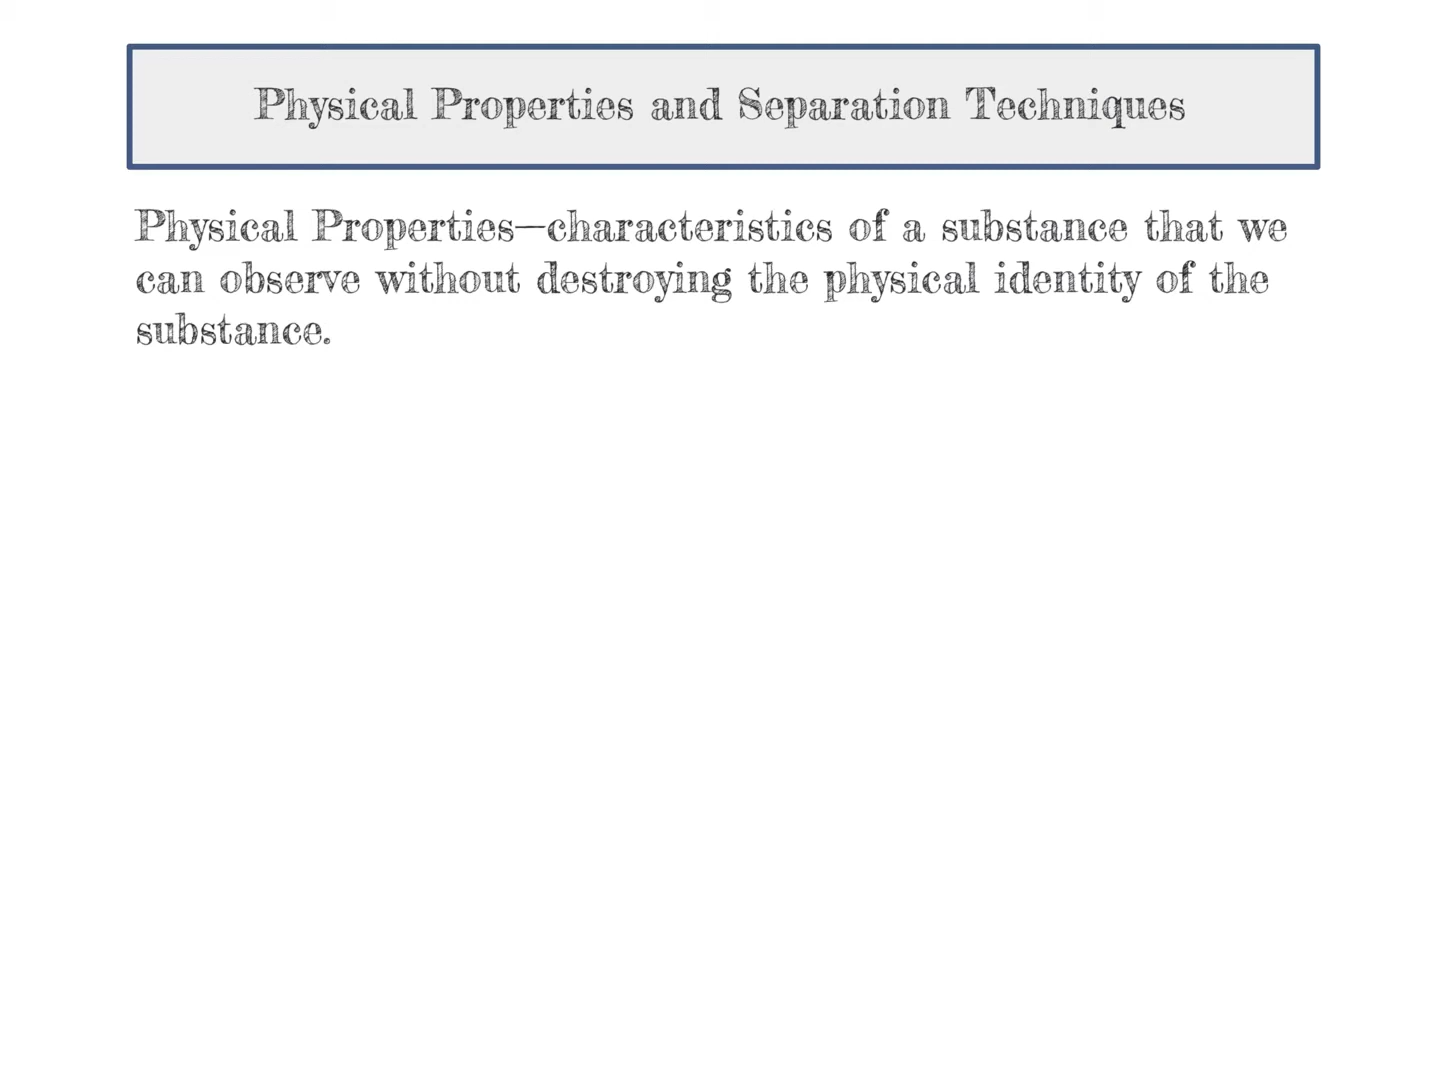 Physical Properties and Separation Techniques
Physical Properties—characteristics of a substance that we
can observe without destroying the physical identity of the
substance.